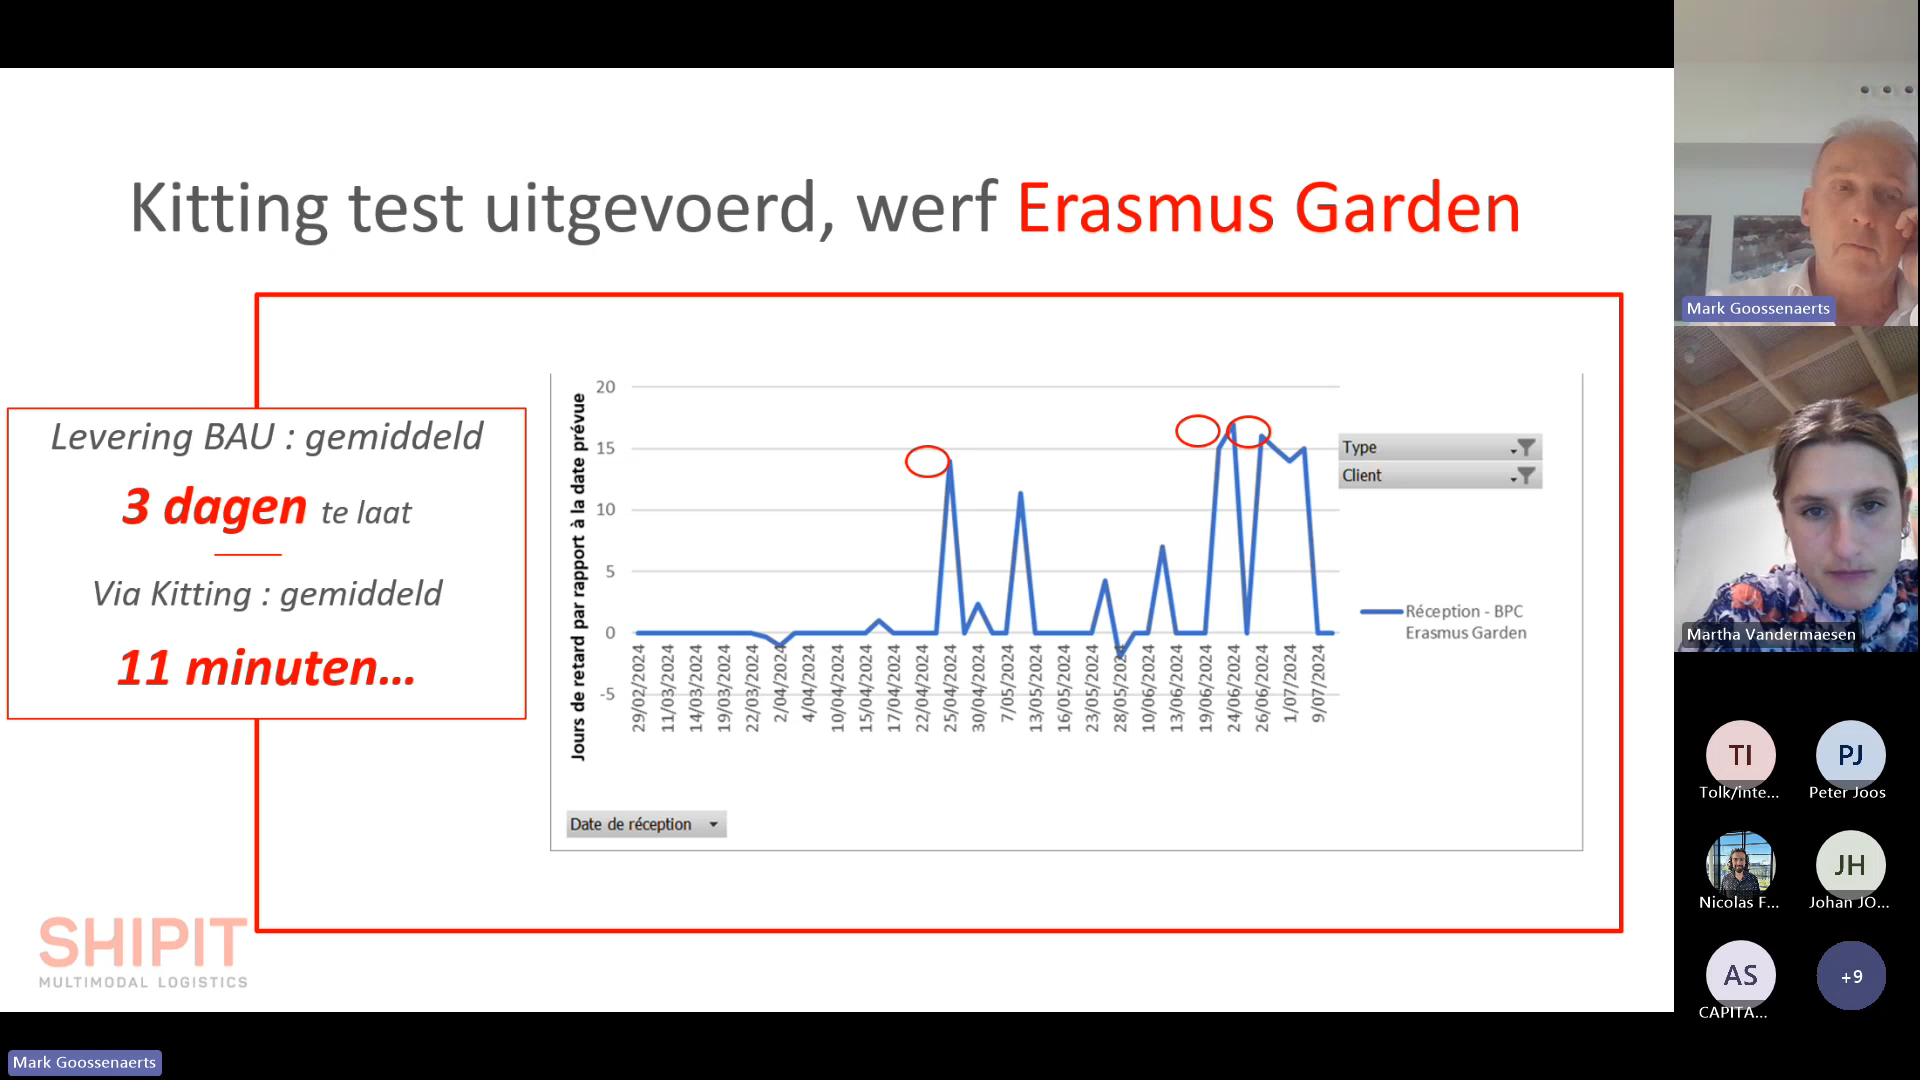 Kitting test uitgevoerd, werf Erasmus Garden
Levering BAU : gemiddeld
3 dagen te laat
Via Kitting : gemiddeld
11 minuten...
Jours de retard par rapport à la date prévue
20
15
10
5
0
-5
29/02/2024
11/03/2024
14/03/2024
19/03/2024
22/03/2024
2/04/2024
4/04/2024
10/04/2024
15/04/2024
17/04/2024
22/04/2024
25/04/2024
30/04/2024
7/05/2024
13/05/2024
16/05/2024
23/05/2024
28/05/2024
10/06/2024
13/06/2024
19/06/2024
24/06/2024
26/06/2024
1/07/2024
9/07/2024
Type
Client
Réception - BPC
Erasmus Garden
Date de réception
SHIPIT
MULTIMODAL LOGISTICS
Mark Goossenaerts
Mark Goossenaerts
Martha Vandermaesen
TI
Tolk/inte...
PJ
Peter Joos
Nicolas F...
JH
Johan JO...
AS
CAPITA...
+9